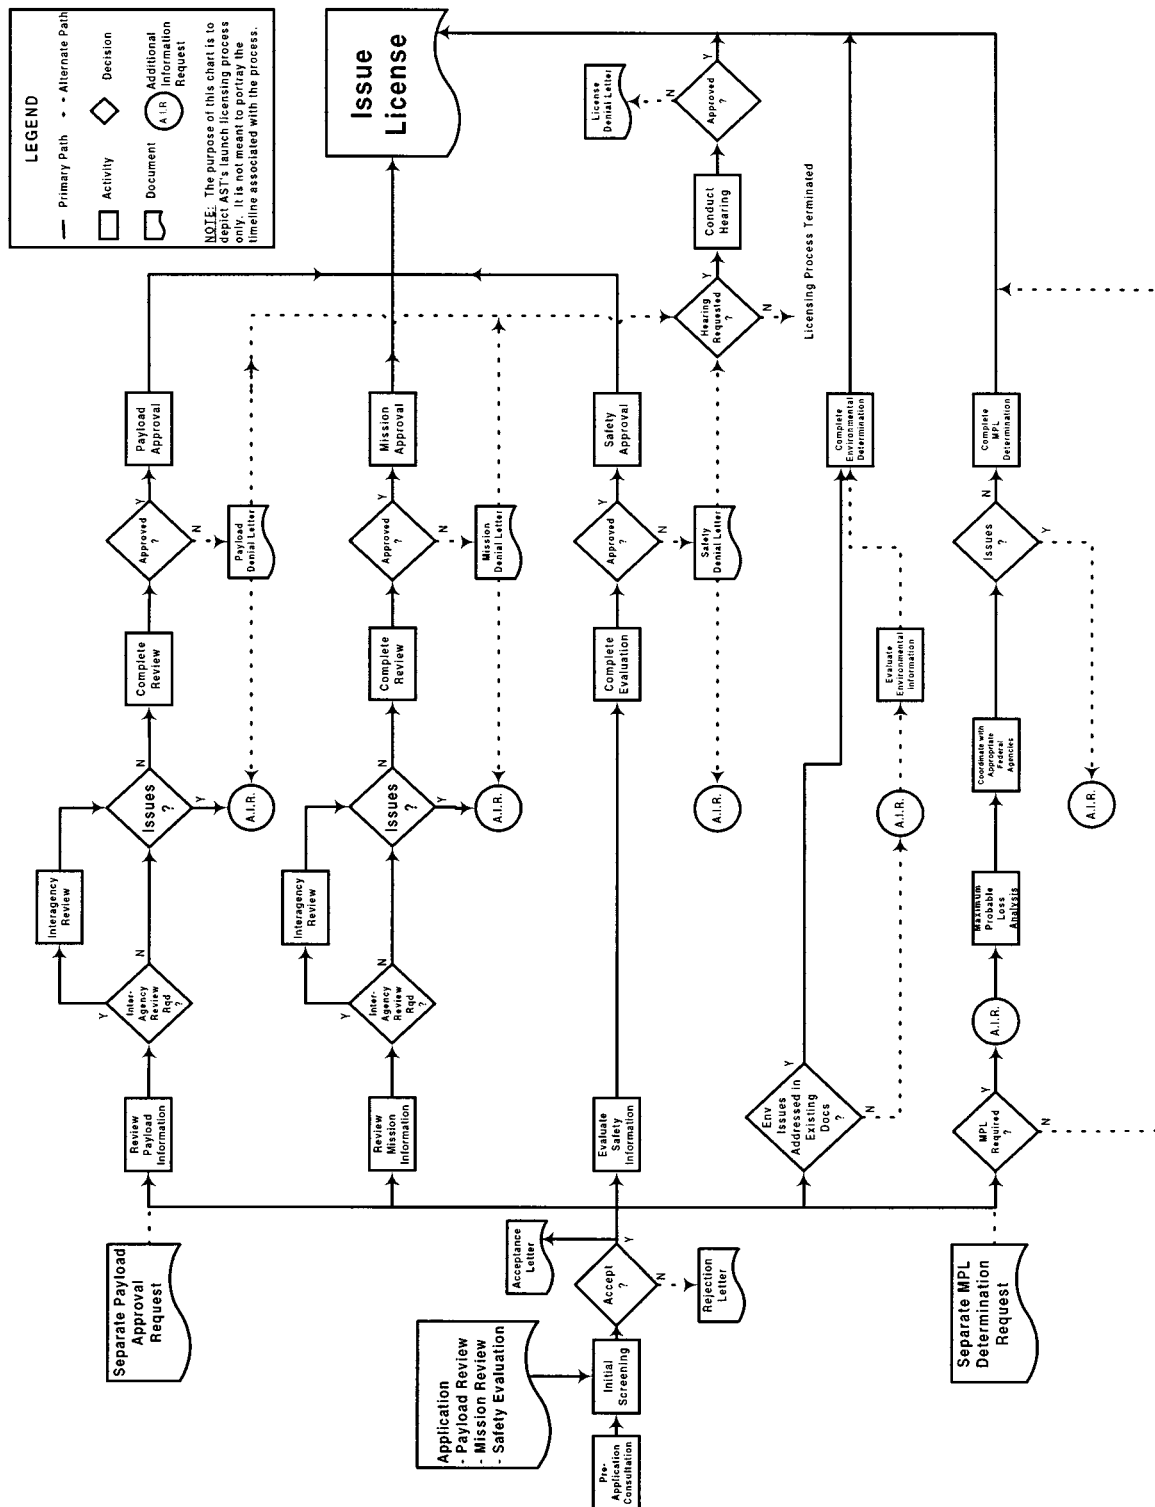 LEGEND
Primary Path
Alternate Path
Activity
Decision
Document
A.I.R
Additional
Information
Request
NOTE: The purpose of this chart is to
depict AST's launch licensing process
only. It is not meant to portray the
timeline associated with the process.
Separate Payload
Approval
Request
Review
Payload
Information
Inter-
Agency
Review
Rqd
?
Y
N
Interagency
Review
Issues
?
N
Y
A.I.R.
Complete
Review
Approved
?
Y
N
Payload
Denial Letter
Payload
Approval
Review
Mission
Information
Inter-
Agency
Review
Rqd
?
Y
N
Interagency
Review
Issues
?
N
Y
A.I.R.
Complete
Review
Approved
?
Y
N
Mission
Denial Letter
Mission
Approval
Issue
License
Application
- Payload Review
- Mission Review
- Safety Evaluation
Pre-
Application
Consultation
Initial
Screening
Accept
?
Y
N
Acceptance
Letter
Rejection
Letter
Evaluate
Safety
Information
Complete
Evaluation
Approved
?
Y
N
Safety
Denial Letter
A.I.R.
Safety
Approval
Hearing
Requested
?
Y
N
Licensing Process Terminated
Conduct
Hearing
Approved
?
Y
N
License
Denial Letter
Env
Issues
Addressed in
Existing
Docs
?
Y
N
A.I.R.
Evaluate
Environmental
Information
Complete
Environmental
Determination
Separate MPL
Determination
Request
MPL
Required
?
Y
N
A.I.R.
Maximum
Probable
Loss
Analysis
Coordinate with
Appropriate
Federal
Agencies
Issues
?
N
Y
A.I.R.
Complete
MPL
Determination